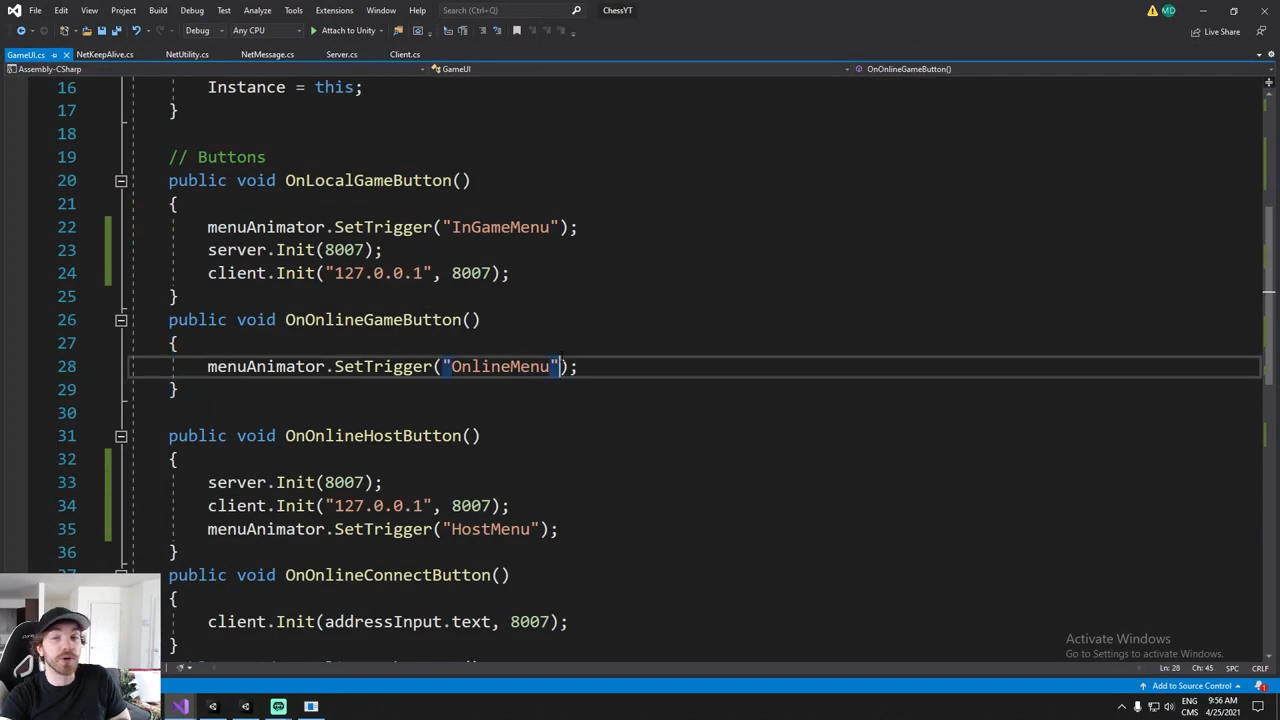 File Edit View Project Build Debug Test Analyze Tools Extensions Window Help Search (Ctrl+Q) ChessYT MD
Debug Any CPU Attach to Unity Live Share
GameUI.cs NetKeepAlive.cs NetUtility.cs NetMessage.cs Server.cs Client.cs
Assembly-CSharp GameUI OnOnlineGameButton()
16 Instance = this;
17 }
18
19 // Buttons
20 public void OnLocalGameButton()
21 {
22 menuAnimator.SetTrigger("InGameMenu");
23 server.Init(8007);
24 client.Init("127.0.0.1", 8007);
25 }
26 public void OnOnlineGameButton()
27 {
28 menuAnimator.SetTrigger("OnlineMenu");
29 }
30
31 public void OnOnlineHostButton()
32 {
33 server.Init(8007);
34 client.Init("127.0.0.1", 8007);
35 menuAnimator.SetTrigger("HostMenu");
36 }
37 public void OnOnlineConnectButton()
{
client.Init(addressInput.text, 8007);
}
Activate Windows
Go to Settings to activate Windows.
Ln: 28 Ch: 45 SPC CRLF
Add to Source Control 1
ENG 9:56 AM
CMS 4/25/2021